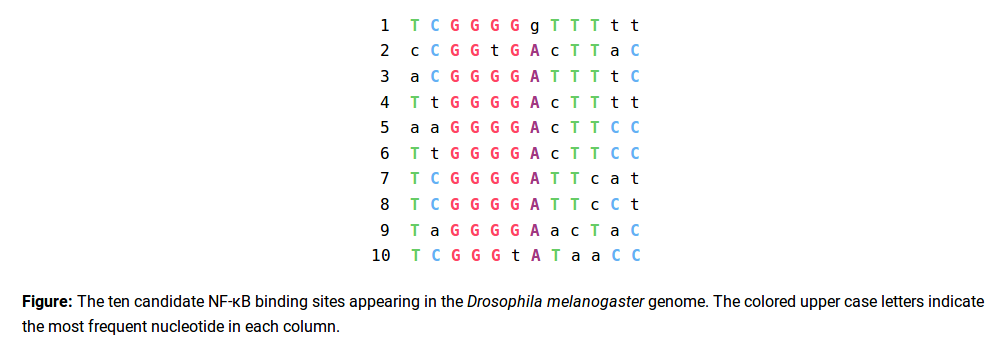 1 T C G G G G g T T T t t
2 c C G G t G A c T T a C
3 a C G G G G A T T T t C
4 T t G G G G A c T T t t
5 a a G G G G A c T T C C
6 T t G G G G A c T T C C
7 T C G G G G A T T c a t
8 T C G G G G A T T c C t
9 T a G G G G A a c T a C
10 T C G G G t A T a a C C
Figure: The ten candidate NF-κB binding sites appearing in the Drosophila melanogaster genome. The colored upper case letters indicate
the most frequent nucleotide in each column.